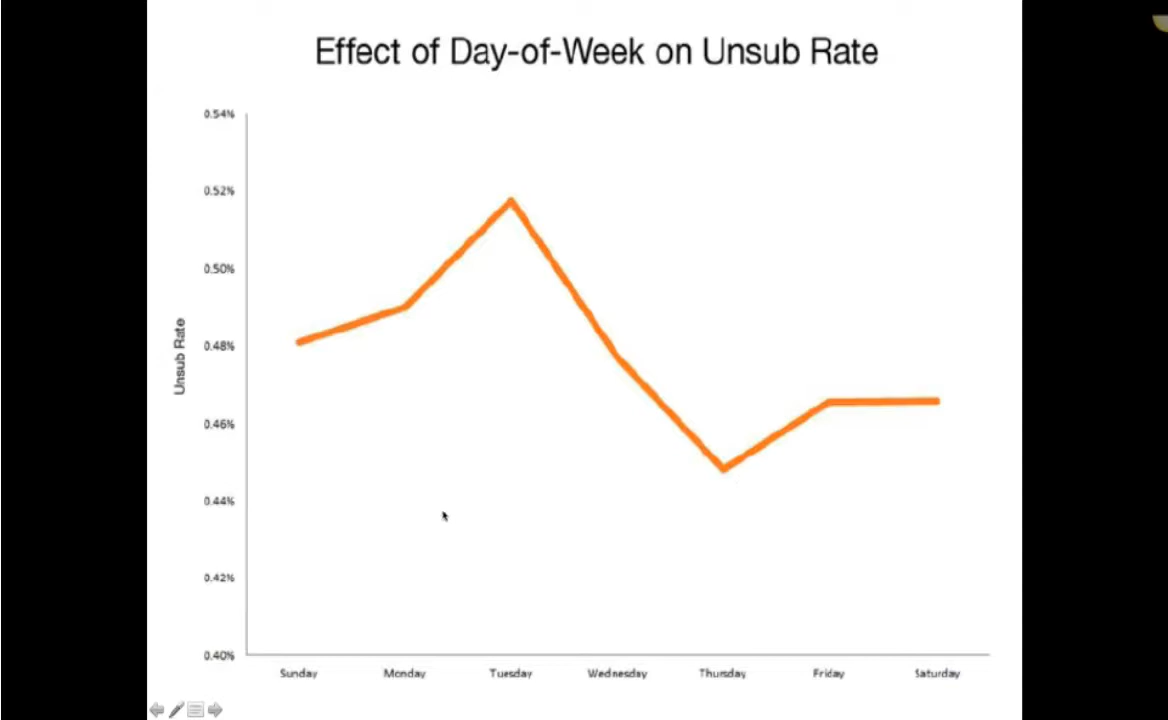 Effect of Day-of-Week on Unsub Rate
0.54%
0.52%
0.50%
0.48%
0.46%
0.44%
0.42%
0.40%
Unsub Rate
Sunday Monday Tuesday Wednesday Thursday Friday Saturday